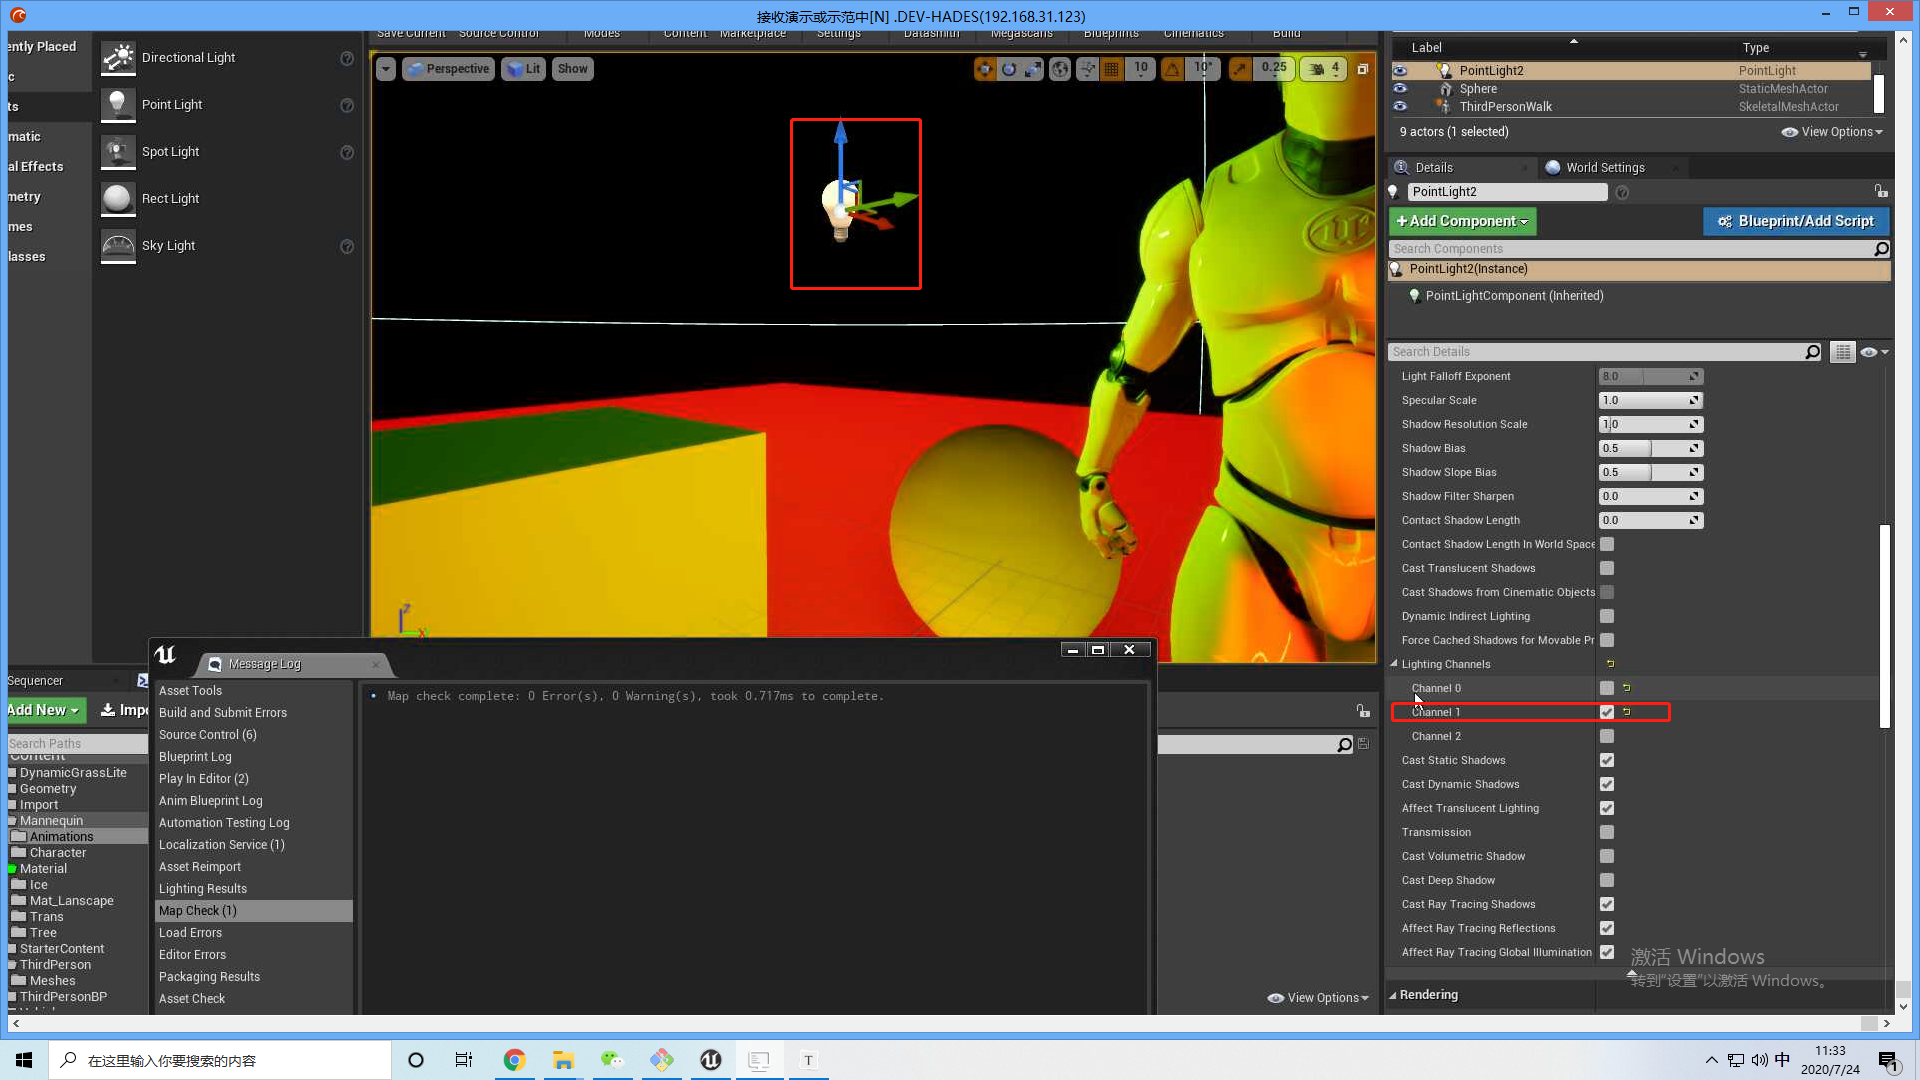 接收演示或示范中[N] .DEV-HADES(192.168.31.123)
ently Placed
c
ts
matic
al Effects
metry
mes
lasses
Directional Light
Point Light
Spot Light
Rect Light
Sky Light
Save Current
Source Control
Modes
Content
Marketplace
Settings
Datasmith
Megascans
Blueprints
Cinematics
Build
Perspective
Lit
Show
10
10°
0.25
4
Label
Type
PointLight2
PointLight
Sphere
StaticMeshActor
ThirdPersonWalk
SkeletalMeshActor
9 actors (1 selected)
View Options
Details
World Settings
PointLight2
+Add Component
Blueprint/Add Script
Search Components
PointLight2(Instance)
PointLightComponent (Inherited)
Search Details
Light Falloff Exponent
8.0
Specular Scale
1.0
Shadow Resolution Scale
1.0
Shadow Bias
0.5
Shadow Slope Bias
0.5
Shadow Filter Sharpen
0.0
Contact Shadow Length
0.0
Contact Shadow Length In World Space
Cast Translucent Shadows
Cast Shadows from Cinematic Objects
Dynamic Indirect Lighting
Force Cached Shadows for Movable Pr
Lighting Channels
Channel 0
Channel 1
Channel 2
Cast Static Shadows
Cast Dynamic Shadows
Affect Translucent Lighting
Transmission
Cast Volumetric Shadow
Cast Deep Shadow
Cast Ray Tracing Shadows
Affect Ray Tracing Reflections
Affect Ray Tracing Global Illumination
Rendering
激活 Windows
转到"设置"以激活 Windows。
z
x
Message Log
Asset Tools
Build and Submit Errors
Source Control (6)
Blueprint Log
Play In Editor (2)
Anim Blueprint Log
Automation Testing Log
Localization Service (1)
Asset Reimport
Lighting Results
Map Check (1)
Load Errors
Editor Errors
Packaging Results
Asset Check
Map check complete: 0 Error(s), 0 Warning(s), took 0.717ms to complete.
View Options
Sequencer
Add New
Impo
Search Paths
Content
DynamicGrassLite
Geometry
Import
Mannequin
Animations
Character
Material
Ice
Mat_Lanscape
Trans
Tree
StarterContent
ThirdPerson
Meshes
ThirdPersonBP
在这里输入你要搜索的内容
T
中
11:33
2020/7/24
1